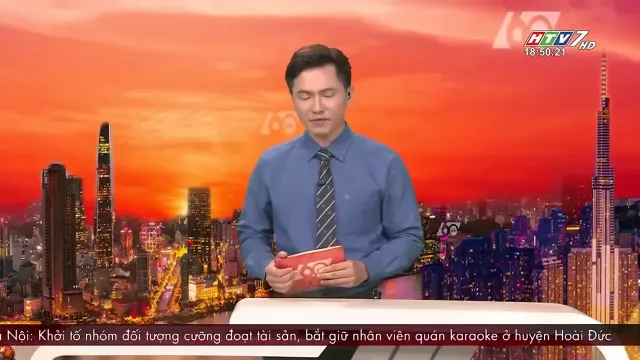 HTV7 HD
18:50:21
60
Nội: Khởi tố nhóm đối tượng cưỡng đoạt tài sản, bắt giữ nhân viên quán karaoke ở huyện Hoài Đức